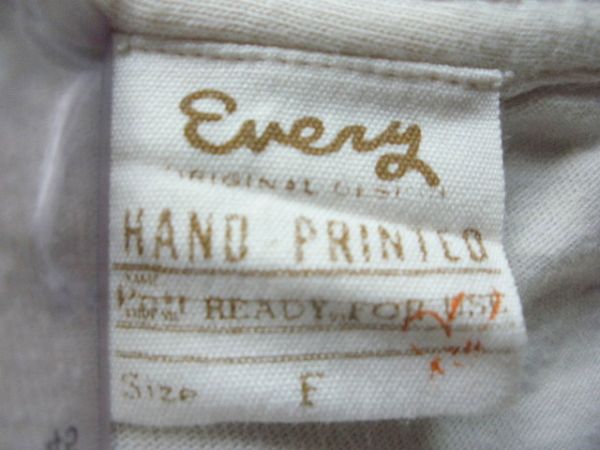 Every
ORIGINAL DESIGN
HAND PRINTED
READY FOR USE
Size F